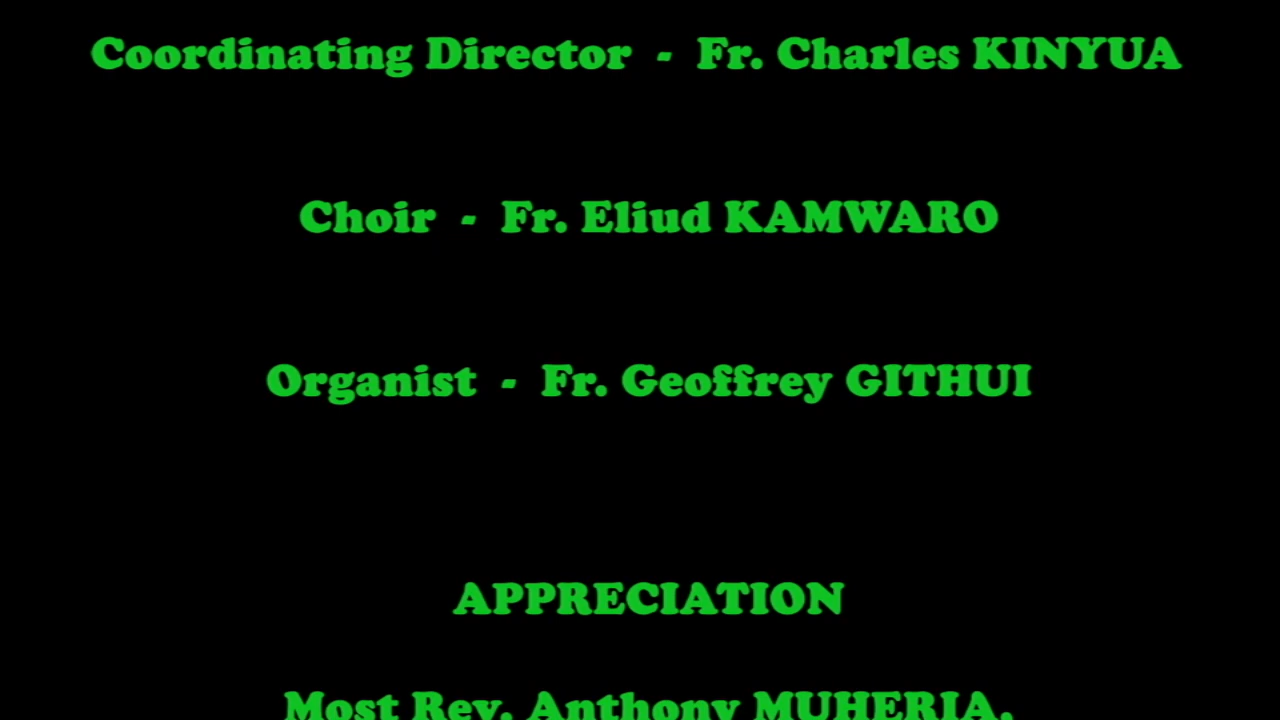 Coordinating Director - Fr. Charles KINYUA
Choir - Fr. Eliud KAMWARO
Organist - Fr. Geoffrey GITHUI
APPRECIATION
Most Rev. Anthony MUHERIA,